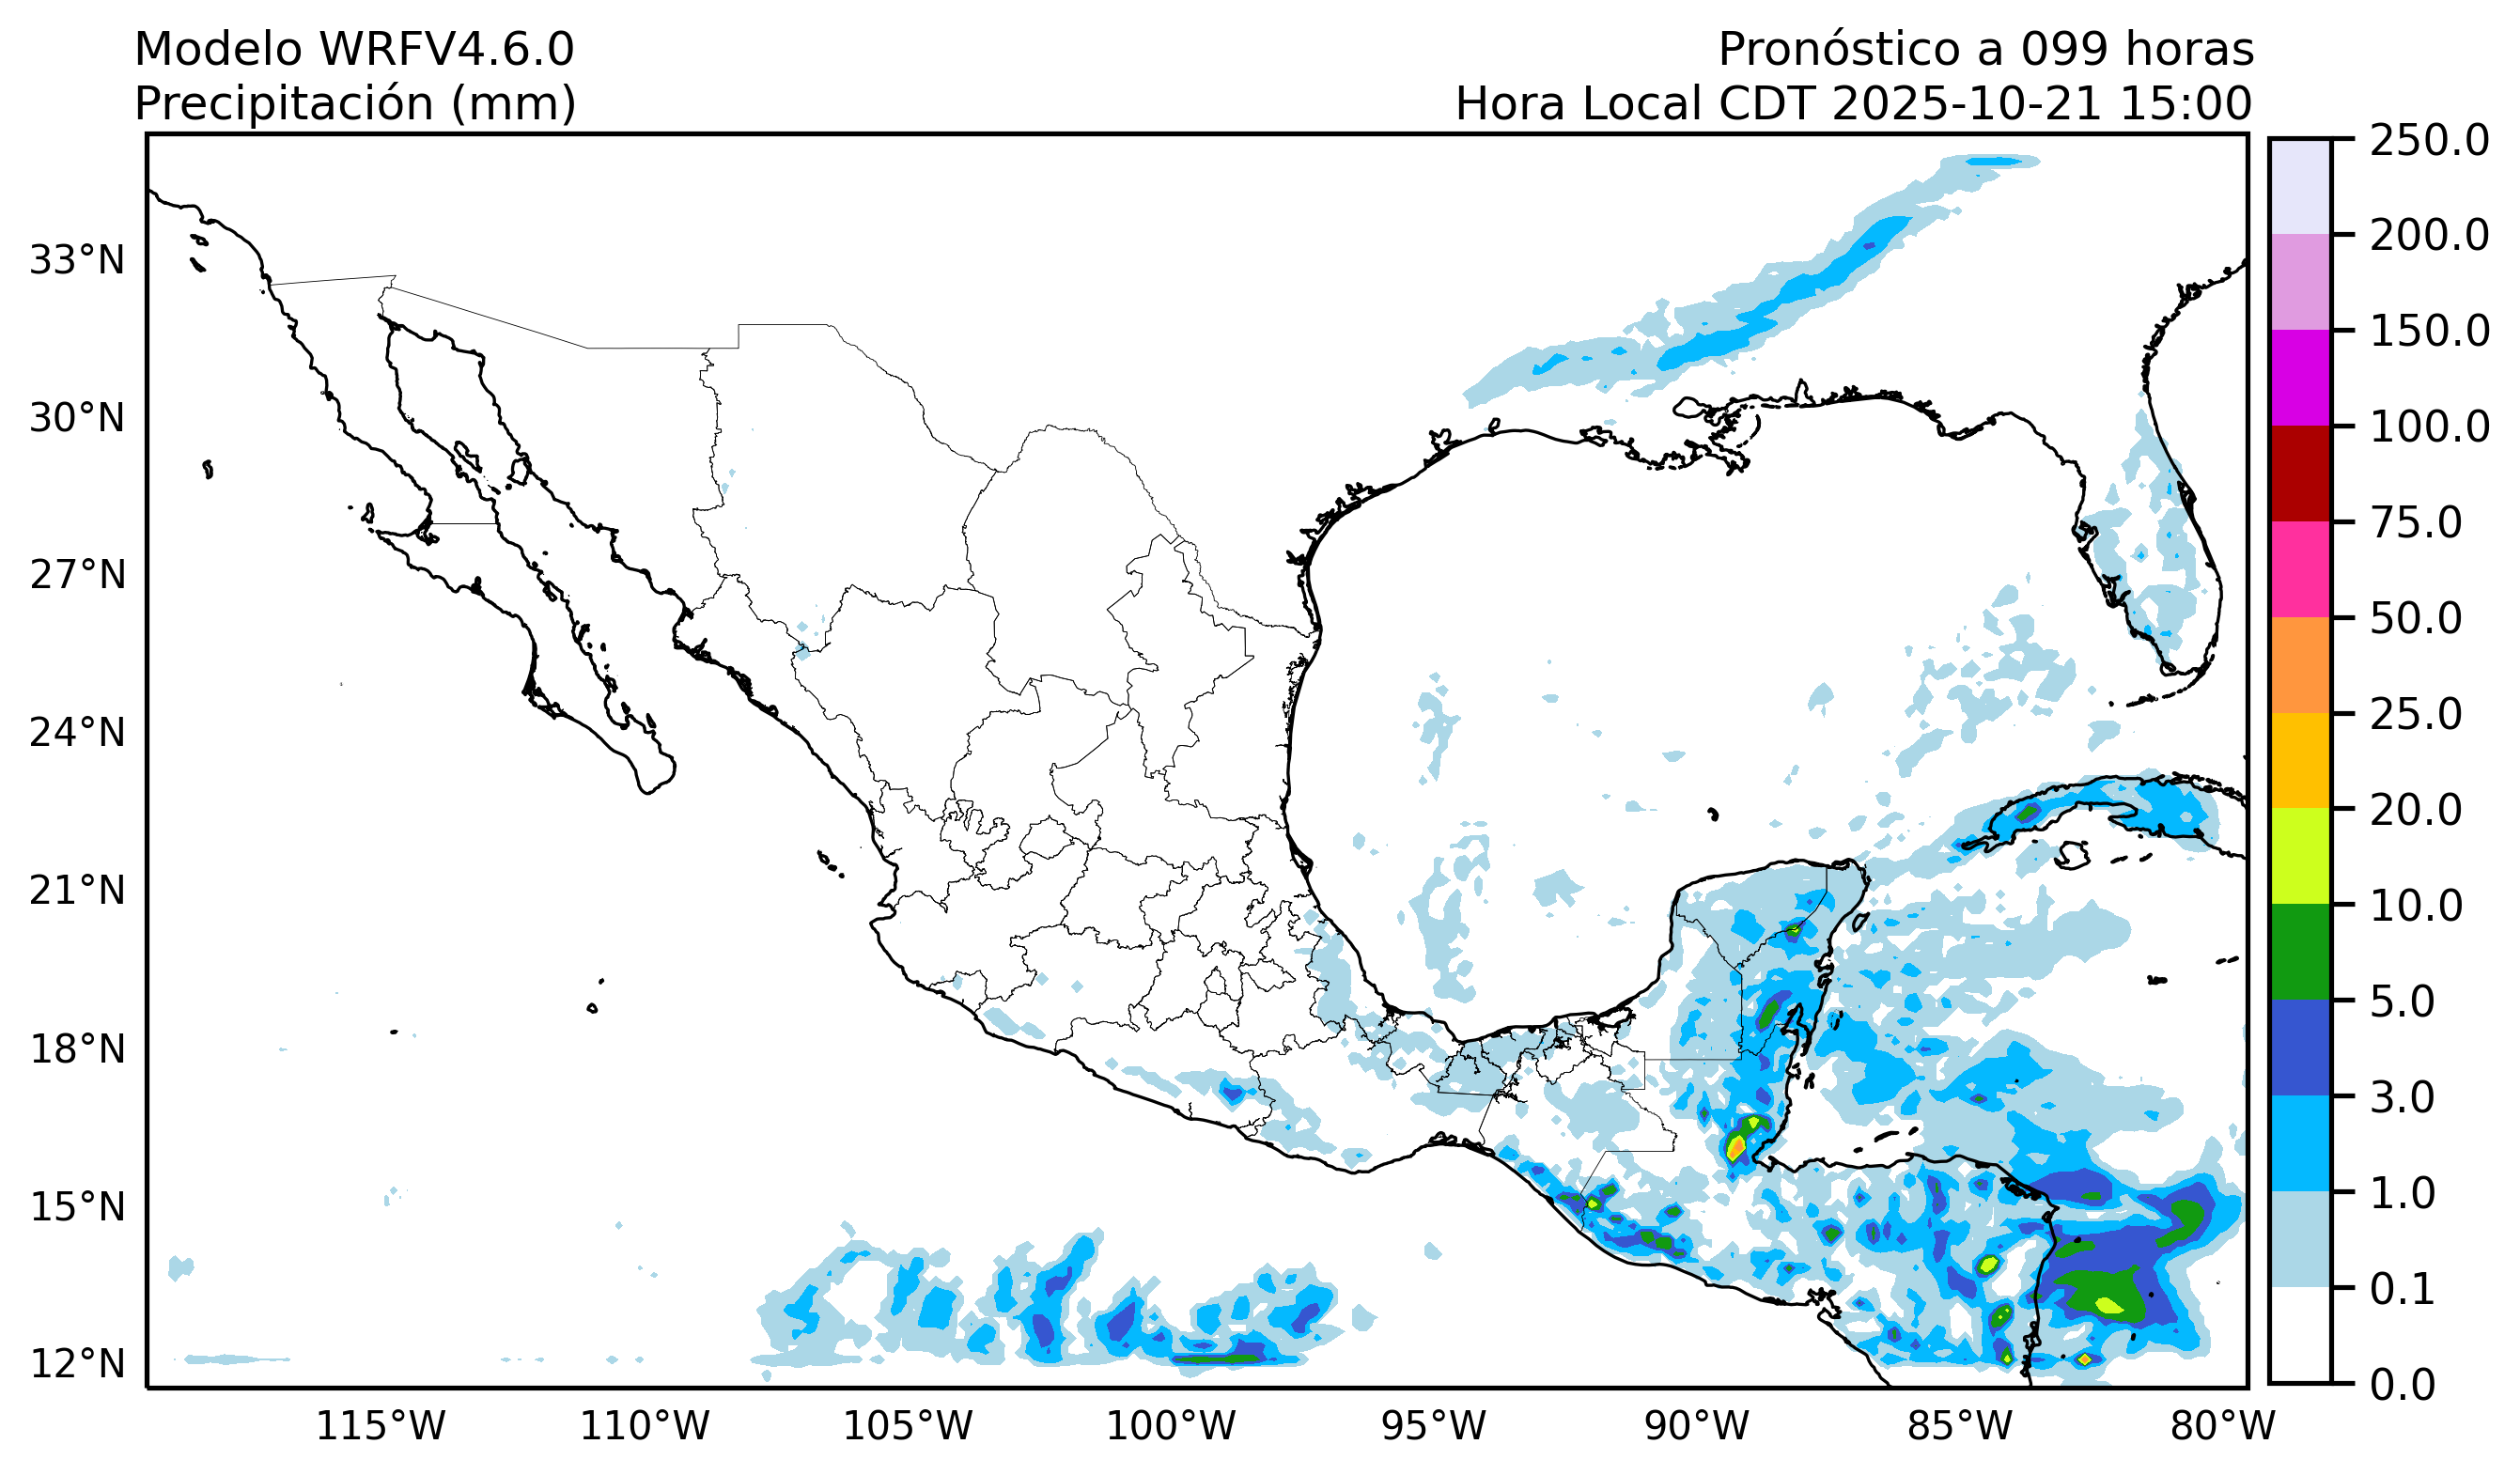 Modelo WRFV4.6.0
Precipitación (mm)
Pronóstico a 099 horas
Hora Local CDT 2025-10-21 15:00
33°N
30°N
27°N
24°N
21°N
18°N
15°N
12°N
115°W
110°W
105°W
100°W
95°W
90°W
85°W
80°W
250.0
200.0
150.0
100.0
75.0
50.0
25.0
20.0
10.0
5.0
3.0
1.0
0.1
0.0